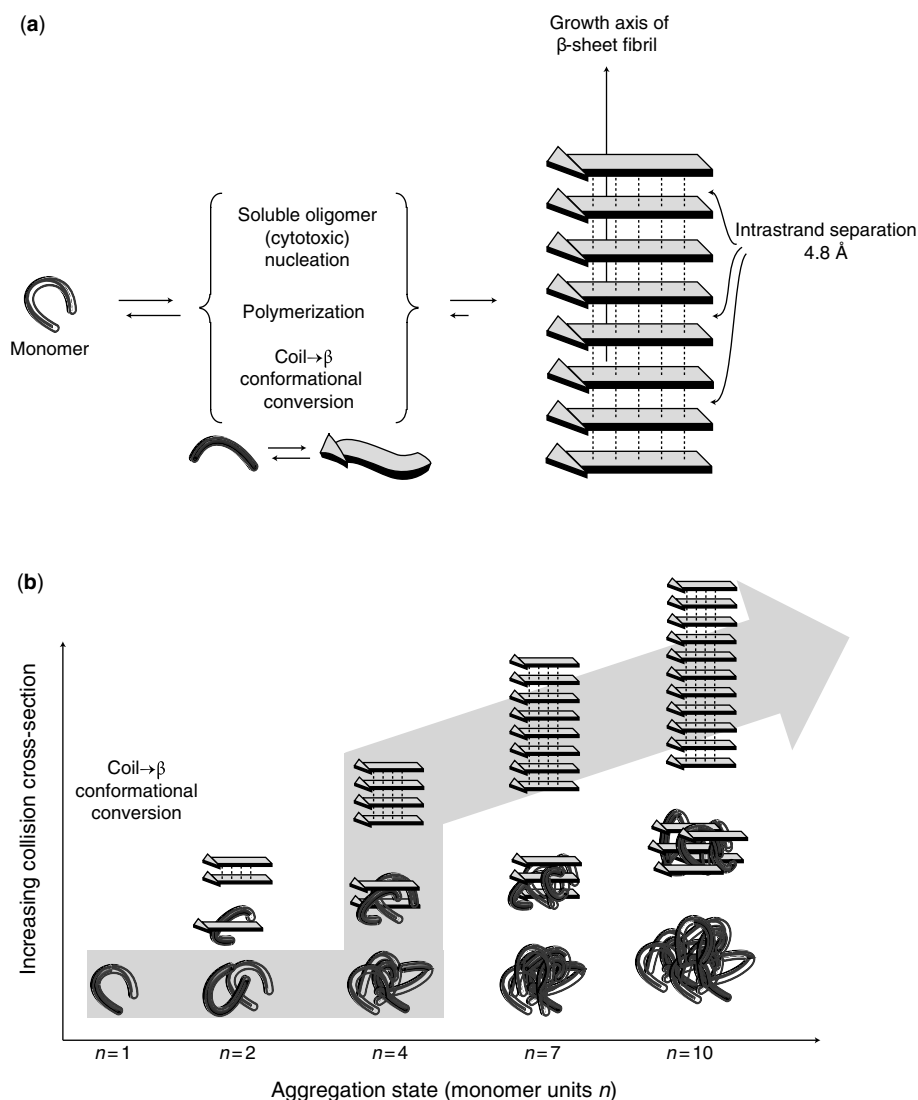 (a)
Growth axis of
β-sheet fibril
Soluble oligomer
(cytotoxic)
nucleation
Polymerization
Coil→β
conformational
conversion
Monomer
Intrastrand separation
4.8 Å
(b)
Increasing collision cross-section
Coil→β
conformational
conversion
n=1 n=2 n=4 n=7 n=10
Aggregation state (monomer units n)